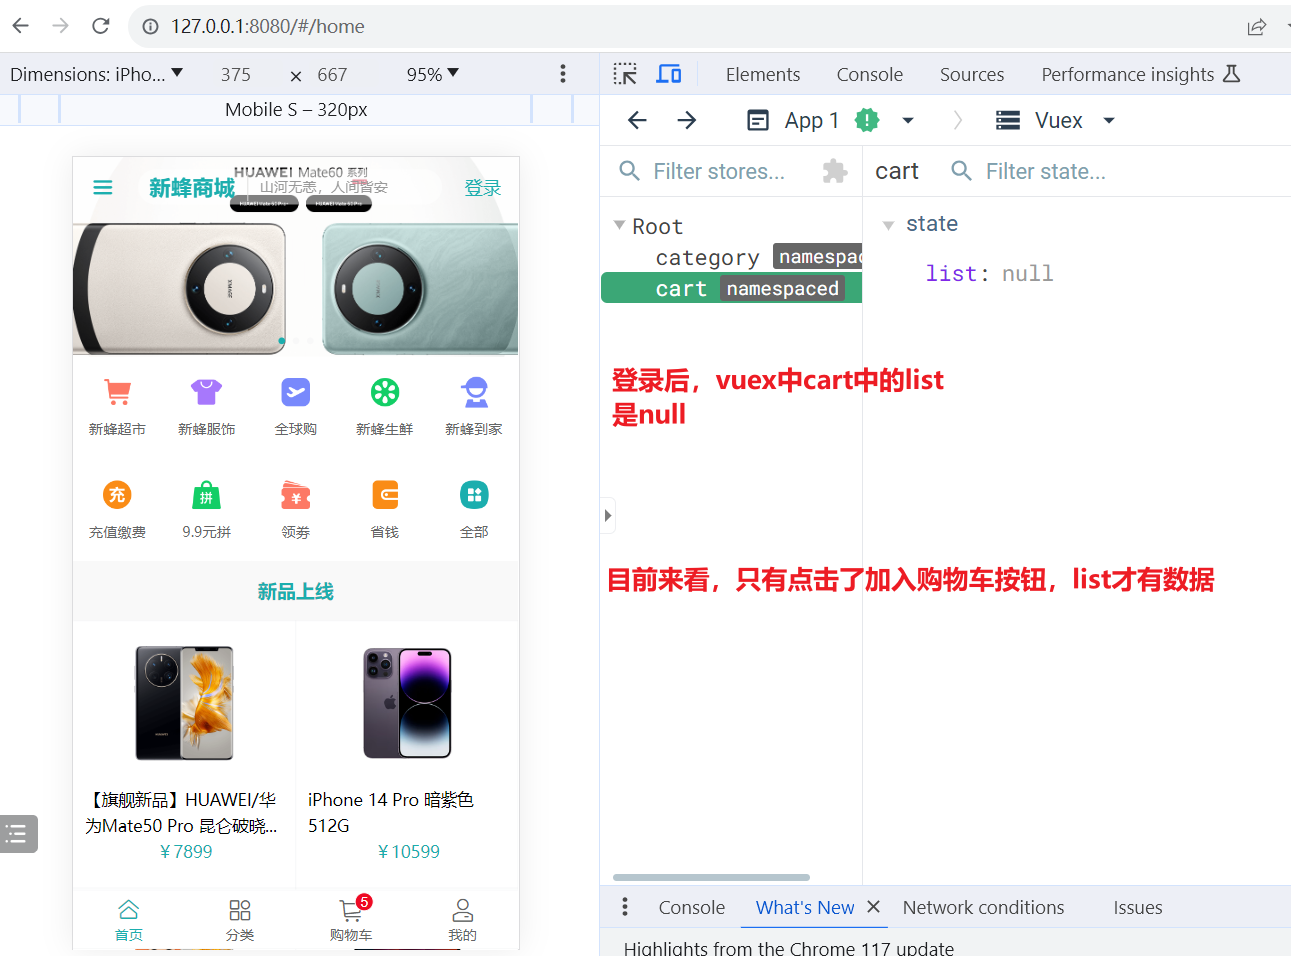 127.0.0.1:8080/#/home
Dimensions: iPho... 375 × 667 95%
Elements Console Sources Performance insights
Mobile S – 320px
App 1 Vuex
Filter stores... cart Filter state...
Root
category namespac
cart namespaced
state
list: null
HUAWEI Mate60 系列
新蜂商城 山河无恙，人间皆安 登录
登录后，vuex中cart中的list
是null
新蜂超市 新蜂服饰 全球购 新蜂生鲜 新蜂到家
充 拼 ¥
充值缴费 9.9元拼 领券 省钱 全部
目前来看，只有点击了加入购物车按钮，list才有数据
新品上线
【旗舰新品】HUAWEI/华 iPhone 14 Pro 暗紫色
为Mate50 Pro 昆仑破晓... 512G
¥7899 ¥10599
5
首页 分类 购物车 我的
Console What's New Network conditions Issues
Highlights from the Chrome 117 update